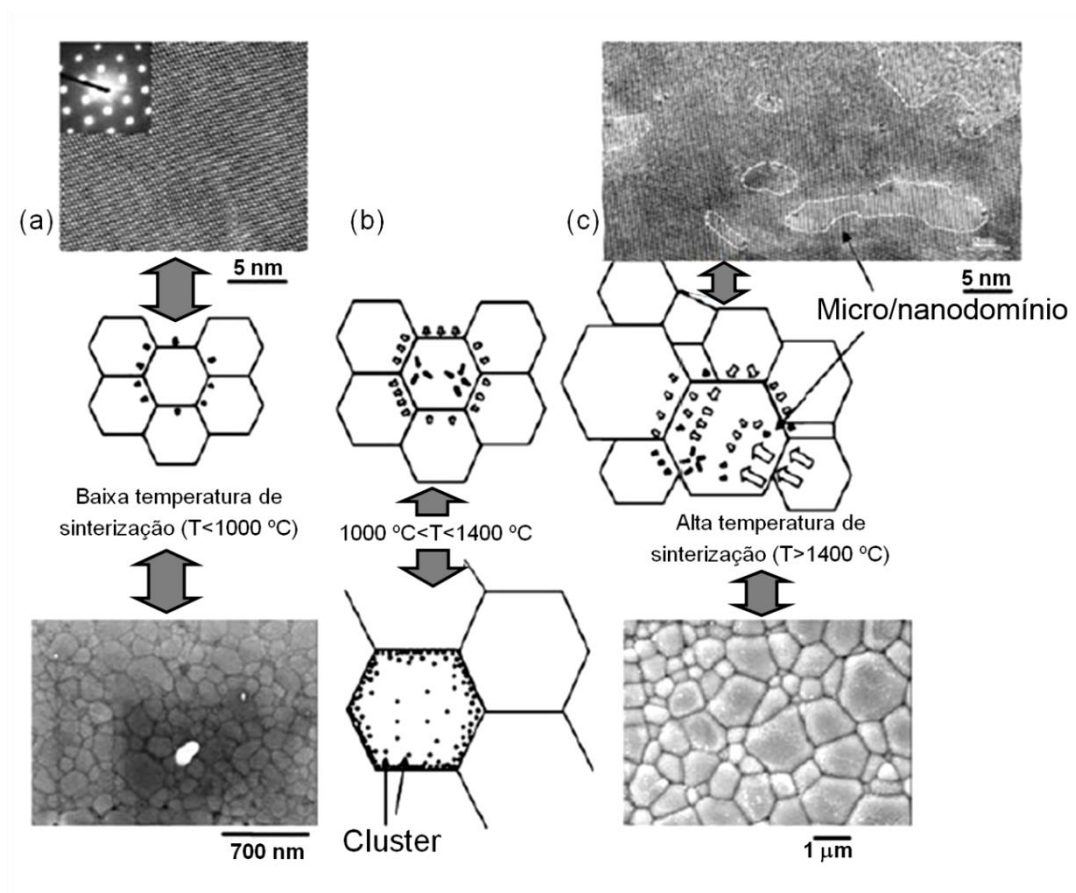 (a)
(b)
(c)
5 nm
5 nm
Micro/nanodomínio
Baixa temperatura de
sinterização (T<1000 ºC)
1000 ºC<T<1400 ºC
Alta temperatura de
sinterização (T>1400 ºC)
Cluster
700 nm
1 μm